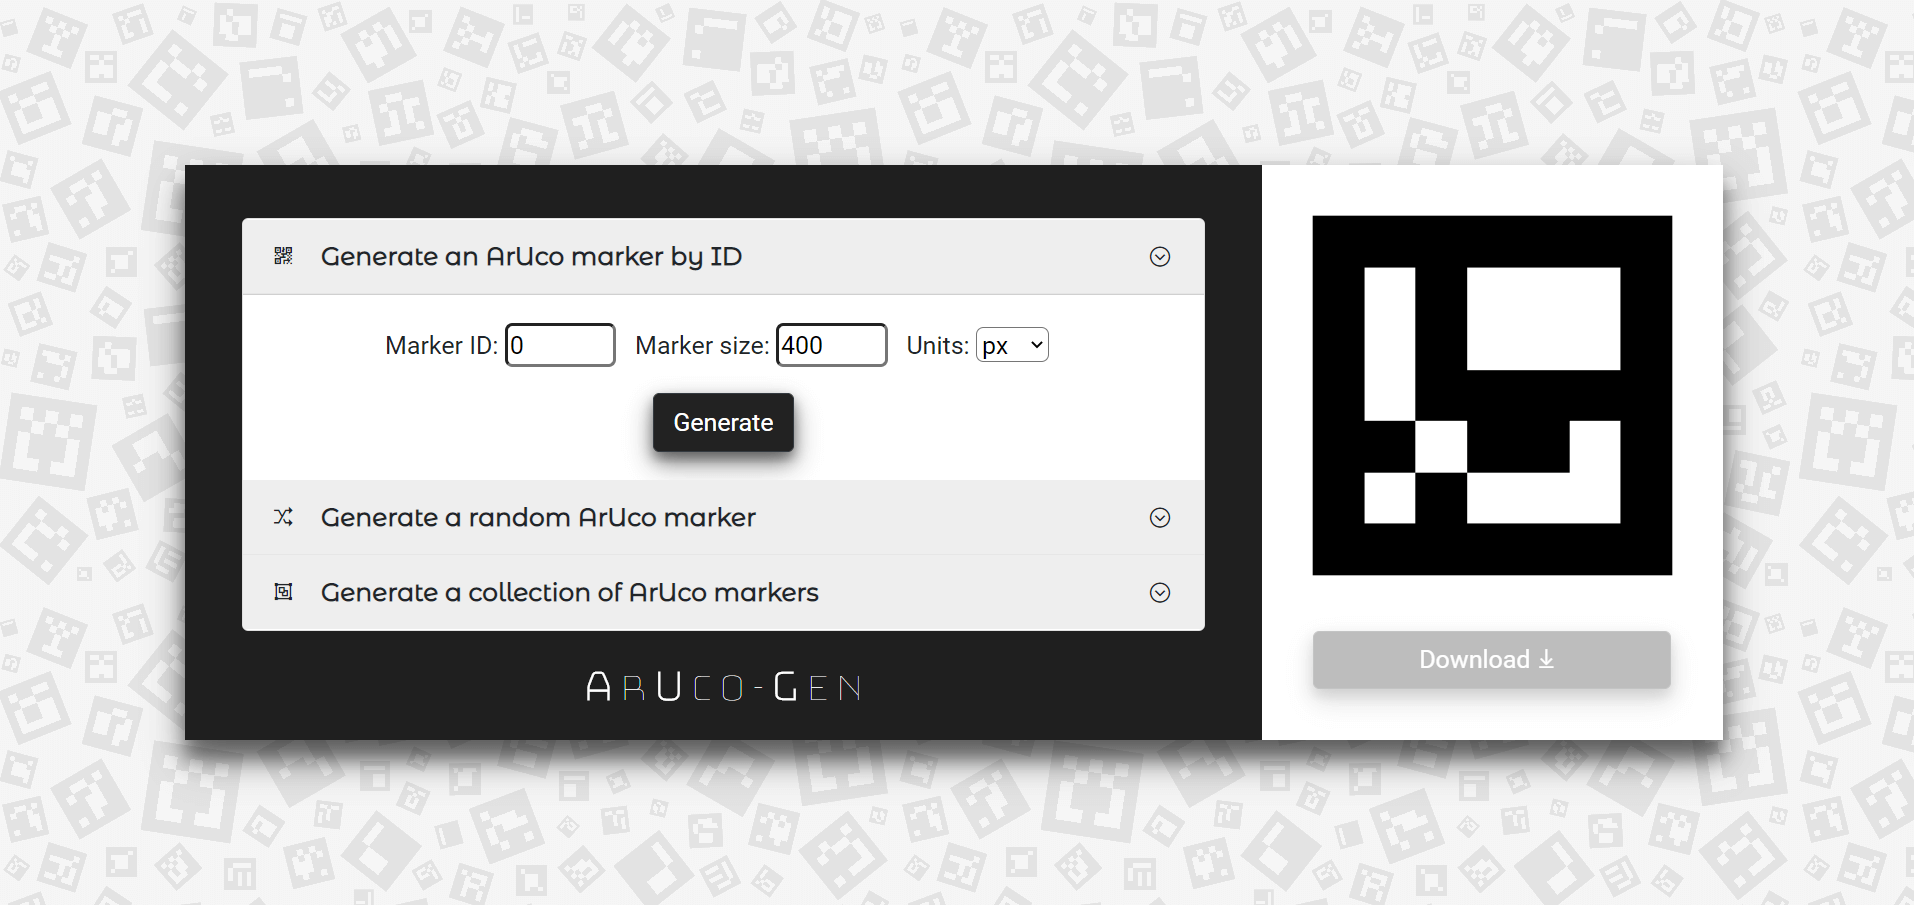 Generate an ArUco marker by ID
Marker ID: 0 Marker size: 400 Units: px
Generate
Generate a random ArUco marker
Generate a collection of ArUco markers
ARUCO-GEN
Download